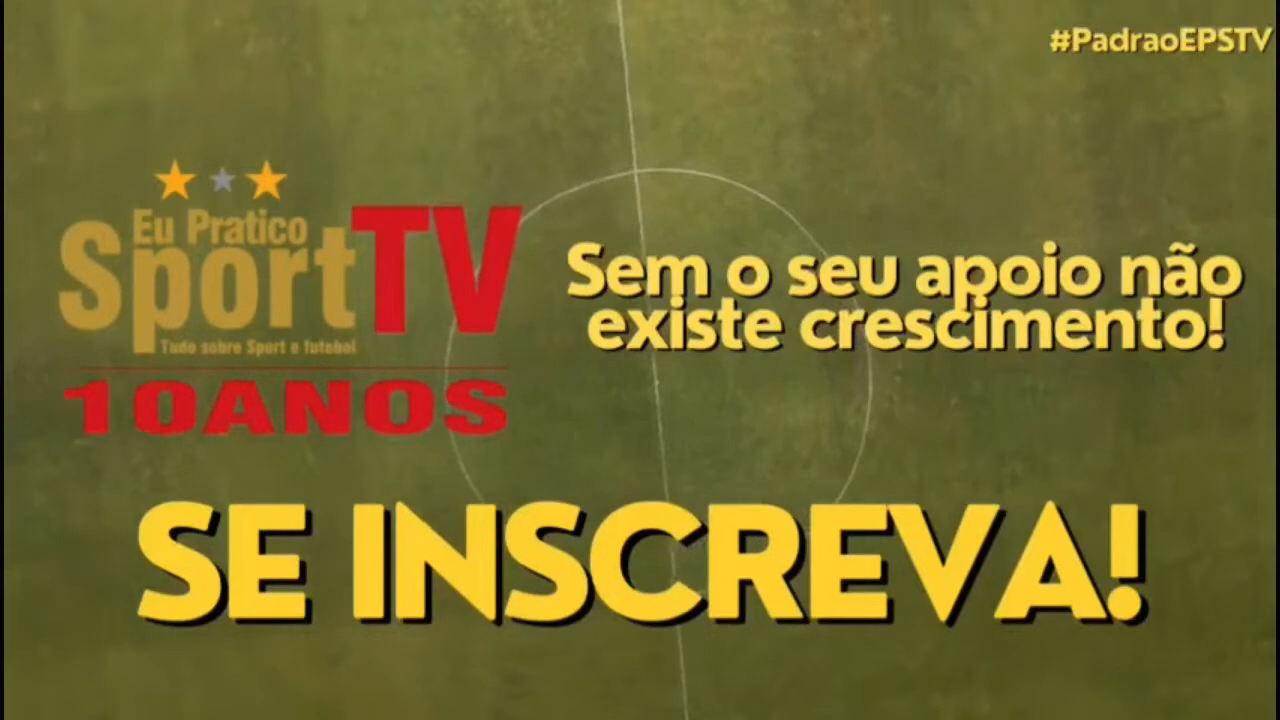 #PadraoEPSTV
Eu Pratico
SportTV
Tudo sobre Sport e futebol
10ANOS
Sem o seu apoio não
existe crescimento!
SE INSCREVA!